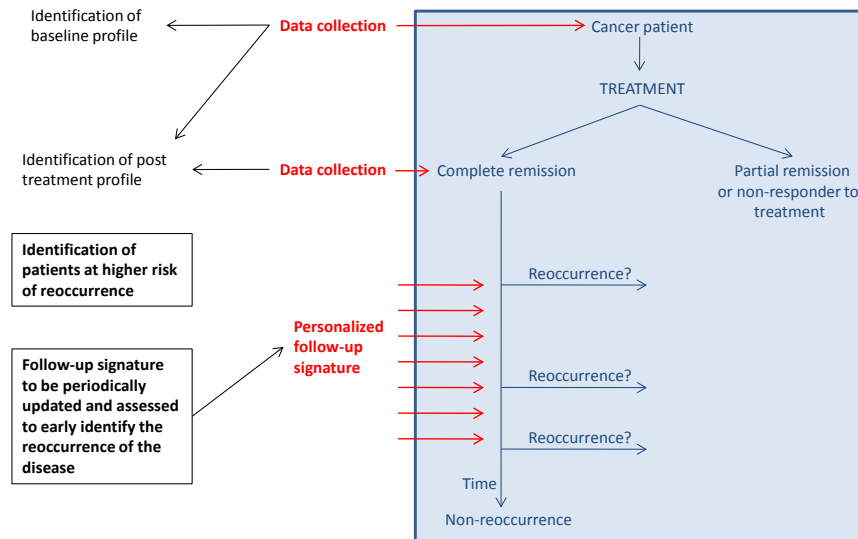 Identification of
baseline profile
Data collection
Cancer patient
TREATMENT
Identification of post
treatment profile
Data collection
Complete remission
Partial remission
or non-responder to
treatment
Identification of
patients at higher risk
of reoccurrence
Reoccurrence?
Personalized
follow-up
signature
Follow-up signature
to be periodically
updated and assessed
to early identify the
reoccurrence of the
disease
Reoccurrence?
Reoccurrence?
Time
Non-reoccurrence